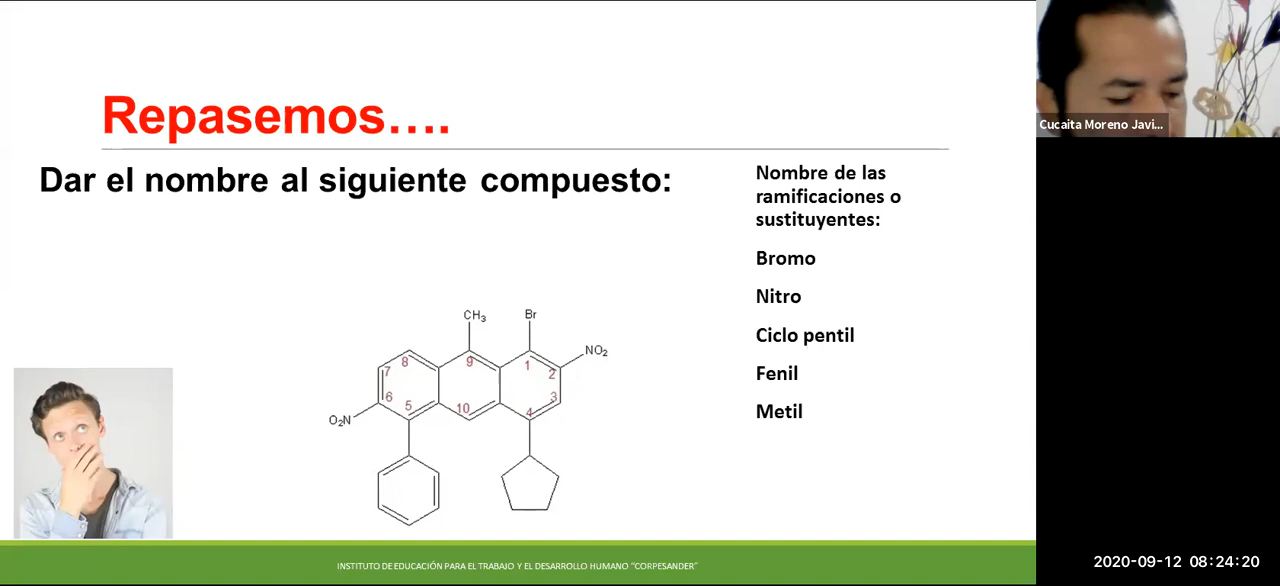 Repasemos….
Dar el nombre al siguiente compuesto:
Nombre de las
ramificaciones o
sustituyentes:
Bromo
Nitro
Ciclo pentil
Fenil
Metil
CH3
Br
NO2
8
9
1
2
7
6
5
10
4
3
O2N
INSTITUTO DE EDUCACIÓN PARA EL TRABAJO Y EL DESARROLLO HUMANO "CORPESANDER"
Cucaita Moreno Javi...
2020-09-12 08:24:20